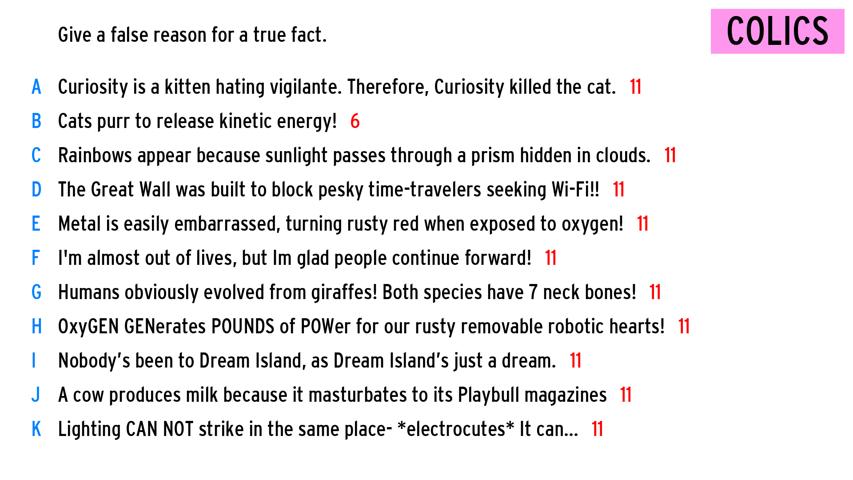 Give a false reason for a true fact.
COLICS
A Curiosity is a kitten hating vigilante. Therefore, Curiosity killed the cat. 11
B Cats purr to release kinetic energy! 6
C Rainbows appear because sunlight passes through a prism hidden in clouds. 11
D The Great Wall was built to block pesky time-travelers seeking Wi-Fi!! 11
E Metal is easily embarrassed, turning rusty red when exposed to oxygen! 11
F I'm almost out of lives, but Im glad people continue forward! 11
G Humans obviously evolved from giraffes! Both species have 7 neck bones! 11
H OxyGEN GENerates POUNDS of POWer for our rusty removable robotic hearts! 11
I Nobody's been to Dream Island, as Dream Island's just a dream. 11
J A cow produces milk because it masturbates to its Playbull magazines 11
K Lighting CAN NOT strike in the same place- *electrocutes* It can... 11